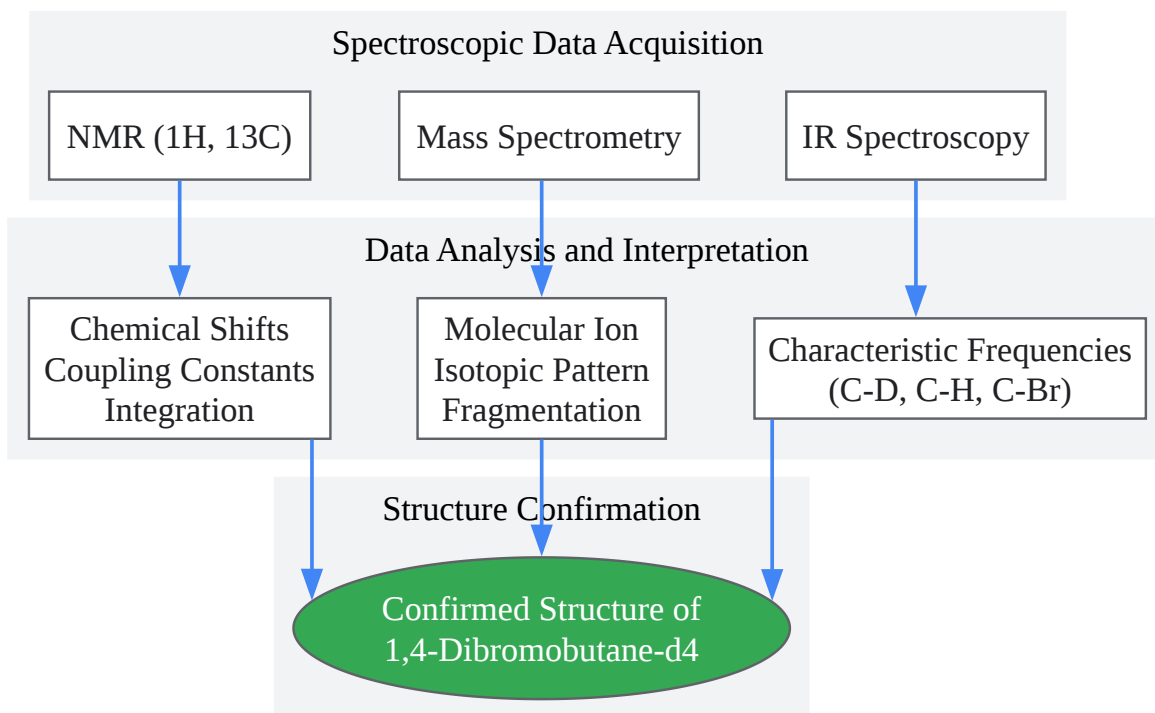 Spectroscopic Data Acquisition
NMR (1H, 13C)
Mass Spectrometry
IR Spectroscopy
Data Analysis and Interpretation
Chemical Shifts
Coupling Constants
Integration
Molecular Ion
Isotopic Pattern
Fragmentation
Characteristic Frequencies
(C-D, C-H, C-Br)
Structure Confirmation
Confirmed Structure of
1,4-Dibromobutane-d4